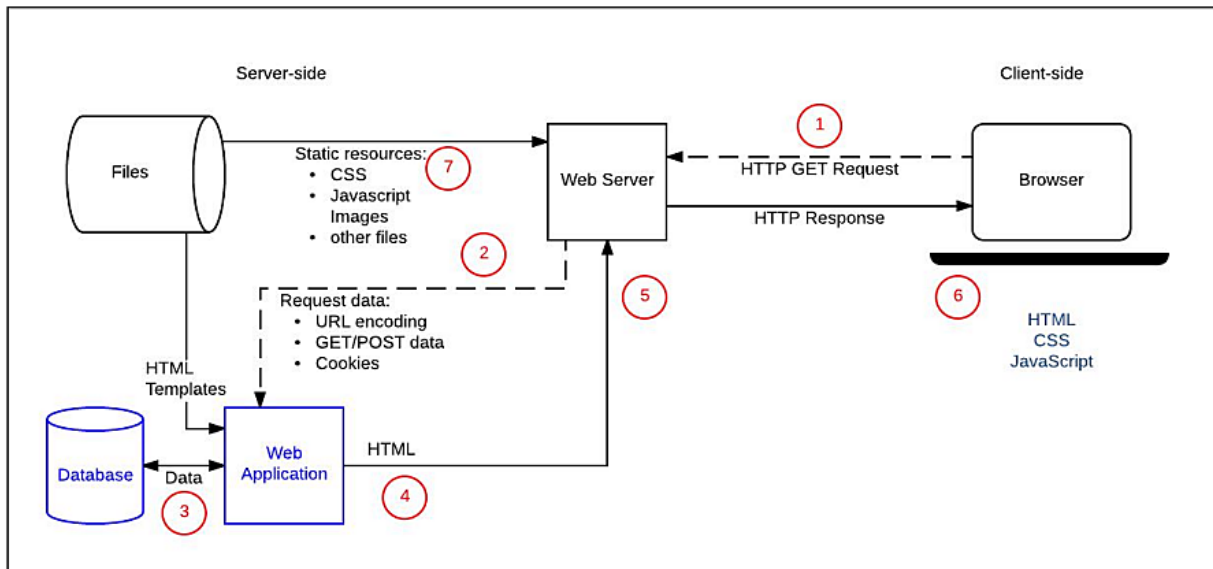 Server-side
Client-side
1
Files
Static resources:
• CSS
• Javascript
Images
• other files
7
Web Server
HTTP GET Request
HTTP Response
Browser
2
Request data:
• URL encoding
• GET/POST data
• Cookies
5
6
HTML
CSS
JavaScript
HTML
Templates
Database
Data
3
Web
Application
HTML
4